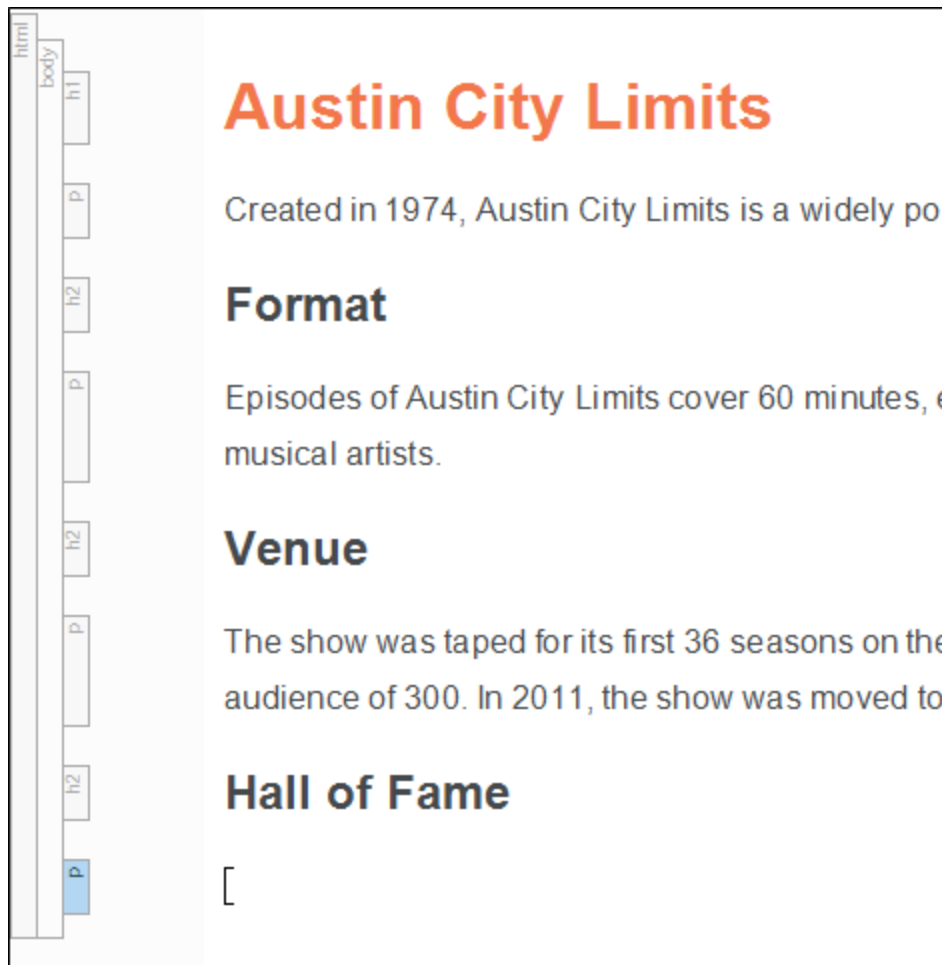 html
body
h1
Austin City Limits
p
Created in 1974, Austin City Limits is a widely po
h2
Format
p
Episodes of Austin City Limits cover 60 minutes, e
musical artists.
h2
Venue
p
The show was taped for its first 36 seasons on the
audience of 300. In 2011, the show was moved to
h2
Hall of Fame
p
[